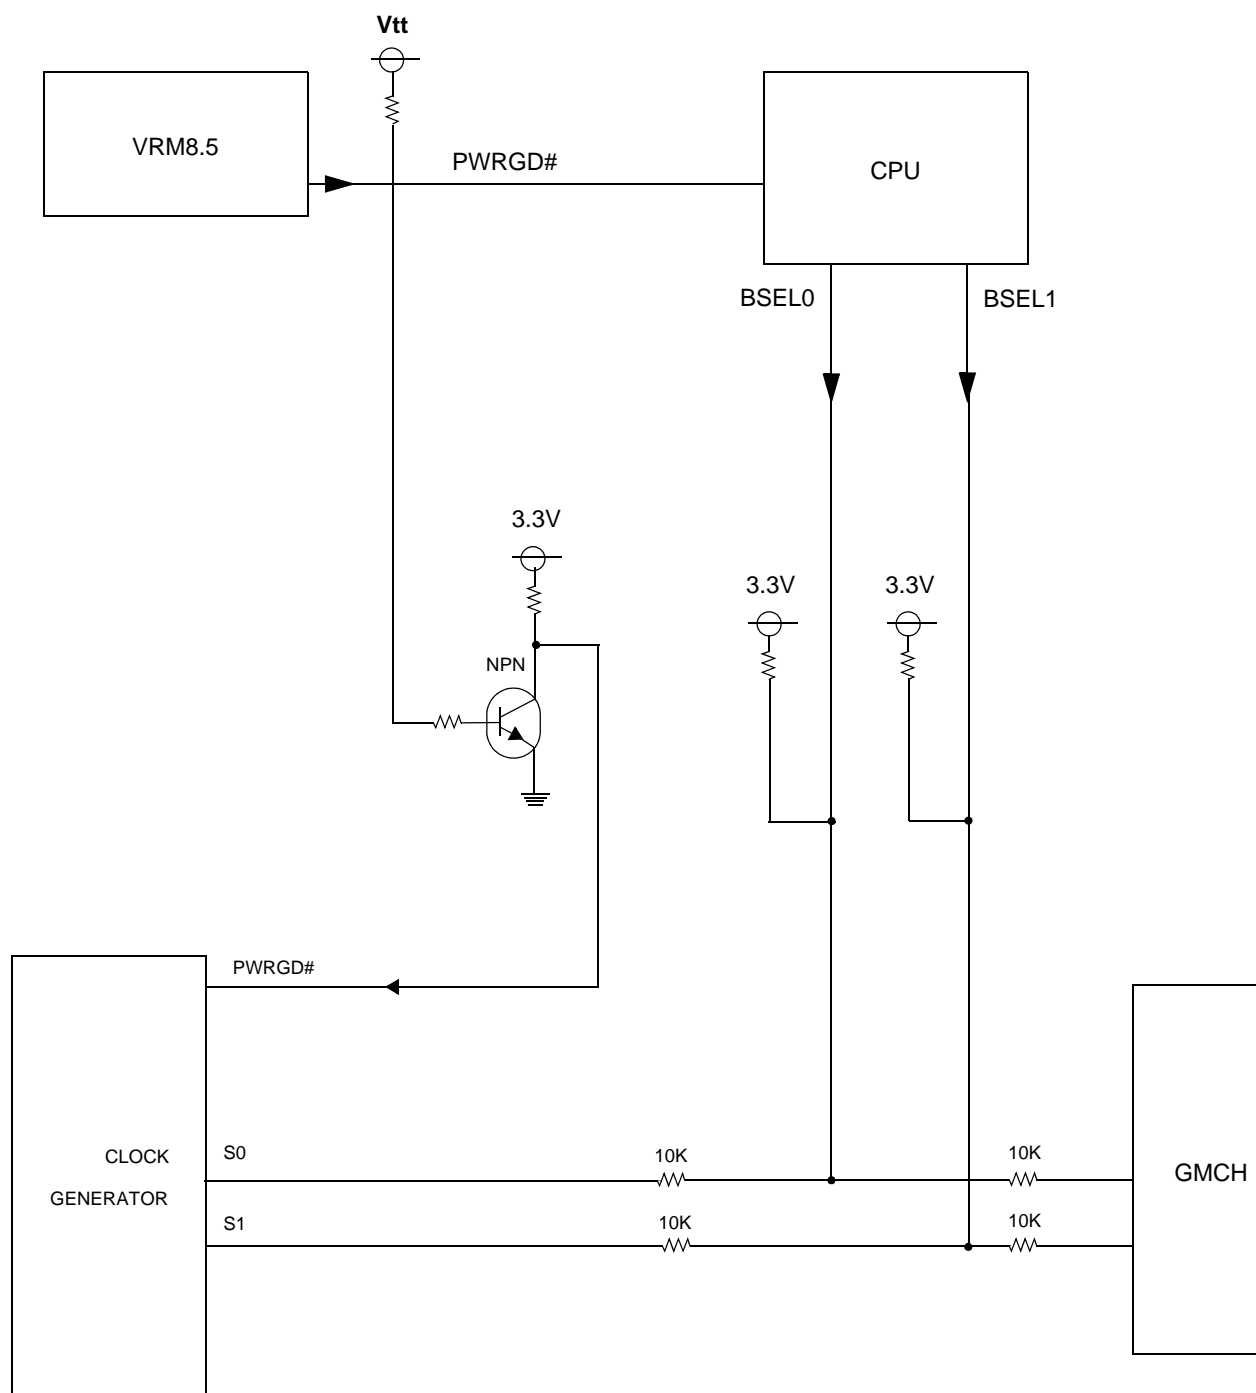 Vtt
VRM8.5
PWRGD#
CPU
BSEL0
BSEL1
3.3V
3.3V
3.3V
NPN
PWRGD#
CLOCK
GENERATOR
S0
10K
10K
GMCH
S1
10K
10K